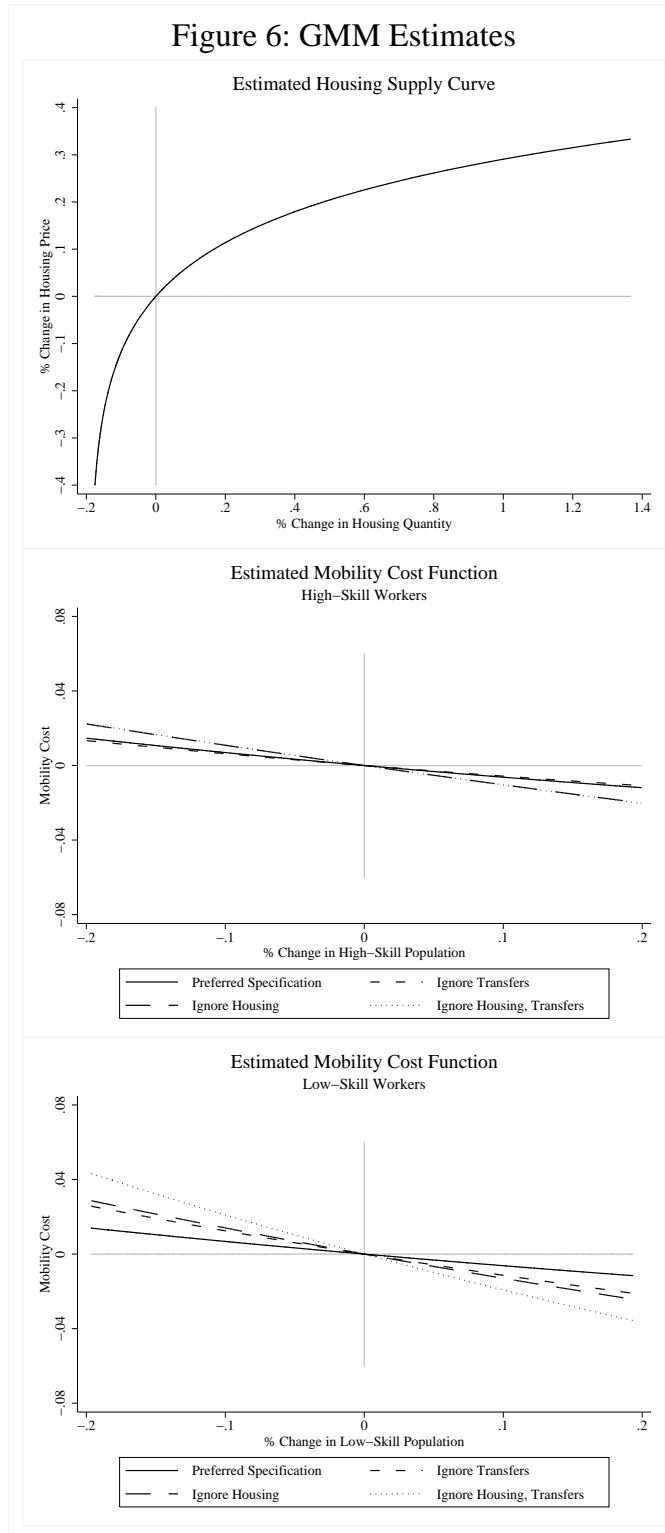 Figure 6: GMM Estimates
Estimated Housing Supply Curve
% Change in Housing Price
.4
.3
.2
.1
0
−.1
−.2
−.3
−.4
−.2 0 .2 .4 .6 .8 1 1.2 1.4
% Change in Housing Quantity
Estimated Mobility Cost Function
High−Skill Workers
Mobility Cost
.08
.04
0
−.04
−.08
−.2 −.1 0 .1 .2
% Change in High−Skill Population
Preferred Specification Ignore Transfers
Ignore Housing Ignore Housing, Transfers
Estimated Mobility Cost Function
Low−Skill Workers
Mobility Cost
.08
.04
0
−.04
−.08
−.2 −.1 0 .1 .2
% Change in Low−Skill Population
Preferred Specification Ignore Transfers
Ignore Housing Ignore Housing, Transfers